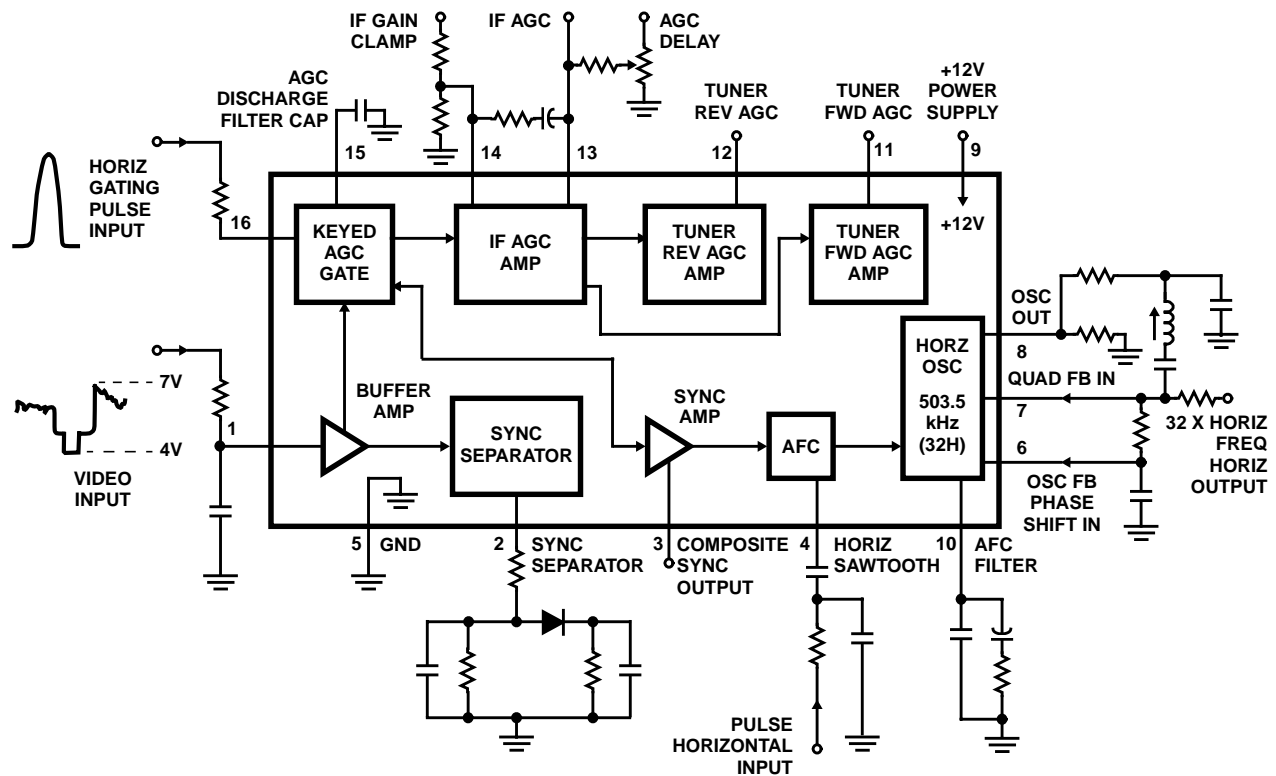 IF GAIN
CLAMP
IF AGC
AGC
DELAY
AGC
DISCHARGE
FILTER CAP
TUNER
REV AGC
TUNER
FWD AGC
+12V
POWER
SUPPLY
15
14
13
12
11
9
HORIZ
GATING
PULSE
INPUT
16
KEYED
AGC
GATE
IF AGC
AMP
TUNER
REV AGC
AMP
TUNER
FWD AGC
AMP
+12V
OSC
OUT
8
HORZ
OSC
503.5
kHz
(32H)
QUAD FB IN
7
6
OSC FB
PHASE
SHIFT IN
32 X HORIZ
FREQ
HORIZ
OUTPUT
7V
4V
VIDEO
INPUT
1
BUFFER
AMP
SYNC
SEPARATOR
SYNC
AMP
AFC
5
GND
2
SYNC
SEPARATOR
3
COMPOSITE
SYNC
OUTPUT
4
HORIZ
SAWTOOTH
10
AFC
FILTER
PULSE
HORIZONTAL
INPUT